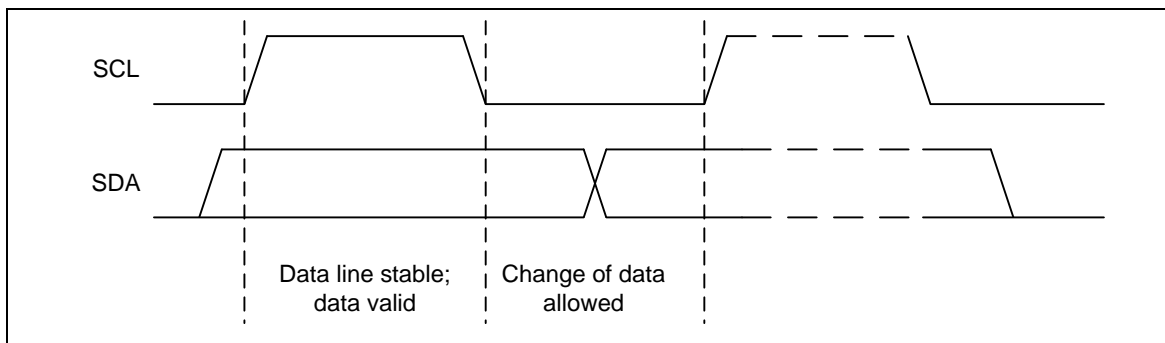 SCL
SDA
Data line stable;
data valid
Change of data
allowed